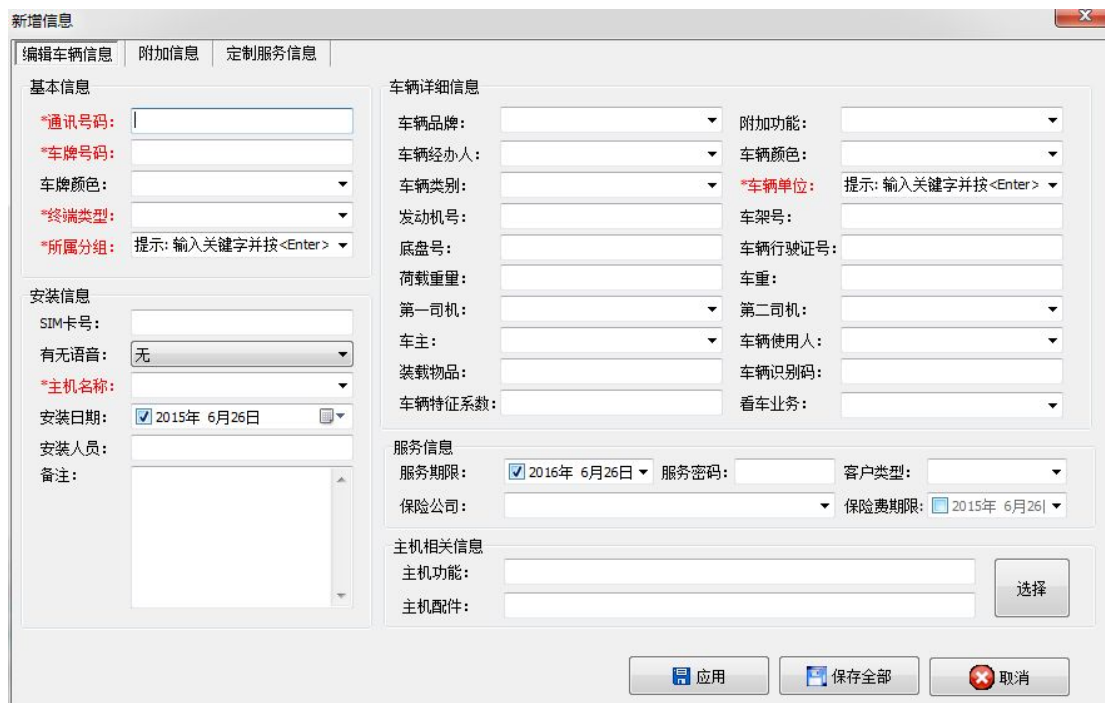 新增信息
X
编辑车辆信息 附加信息 定制服务信息
基本信息
*通讯号码:
*车牌号码:
车牌颜色:
*终端类型:
*所属分组: 提示: 输入关键字并按<Enter>
安装信息
SIM卡号:
有无语音: 无
*主机名称:
安装日期: 2015年 6月26日
安装人员:
备注:
车辆详细信息
车辆品牌: 附加功能:
车辆经办人: 车辆颜色:
车辆类别: *车辆单位: 提示: 输入关键字并按<Enter>
发动机号: 车架号:
底盘号: 车辆行驶证号:
荷载重里: 车重:
第一司机: 第二司机:
车主: 车辆使用人:
装载物品: 车辆识别码:
车辆特征系数: 看车业务:
服务信息
服务期限: 2016年 6月26日 服务密码: 客户类型:
保险公司: 保险费期限: 2015年 6月26
主机相关信息
主机功能:
主机配件:
选择
应用 保存全部 取消